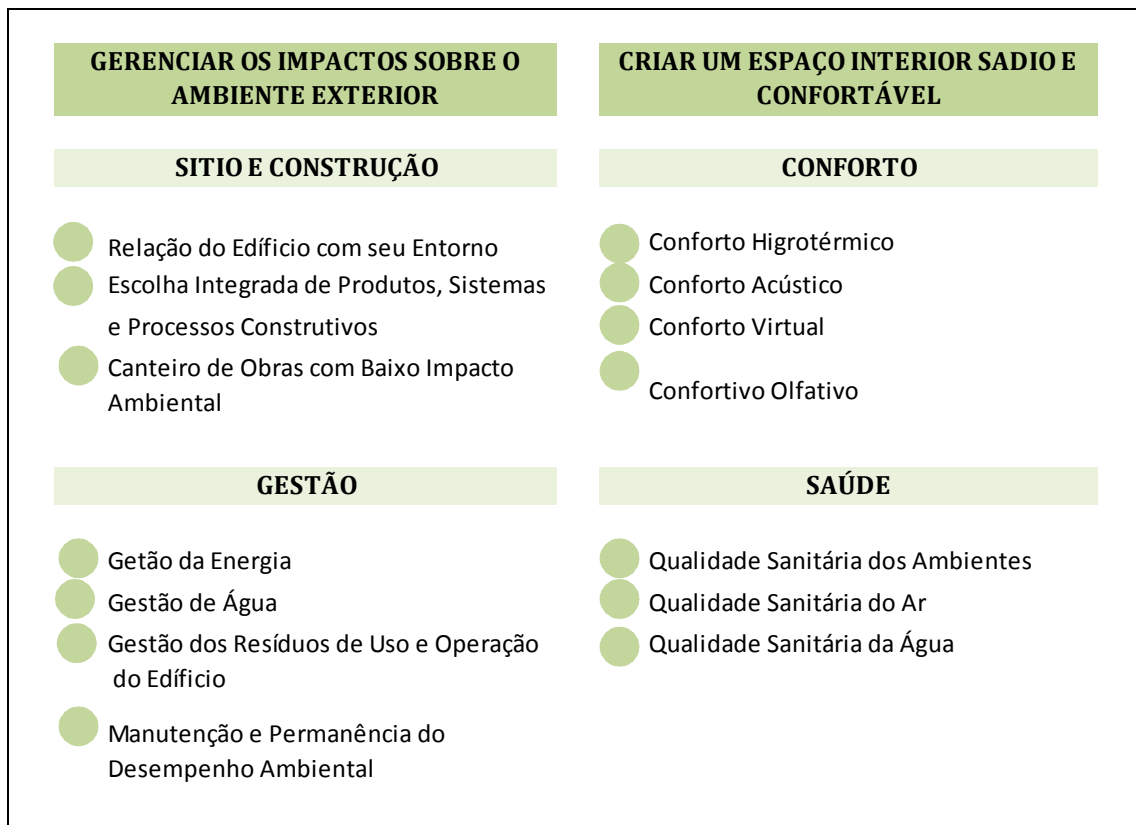 GERENCIAR OS IMPACTOS SOBRE O
AMBIENTE EXTERIOR
SITIO E CONSTRUÇÃO
Relação do Edíficio com seu Entorno
Escolha Integrada de Produtos, Sistemas
e Processos Construtivos
Canteiro de Obras com Baixo Impacto
Ambiental
GESTÃO
Getão da Energia
Gestão de Água
Gestão dos Resíduos de Uso e Operação
do Edíficio
Manutenção e Permanência do
Desempenho Ambiental
CRIAR UM ESPAÇO INTERIOR SADIO E
CONFORTÁVEL
CONFORTO
Conforto Higrotérmico
Conforto Acústico
Conforto Virtual
Confortivo Olfativo
SAÚDE
Qualidade Sanitária dos Ambientes
Qualidade Sanitária do Ar
Qualidade Sanitária da Água